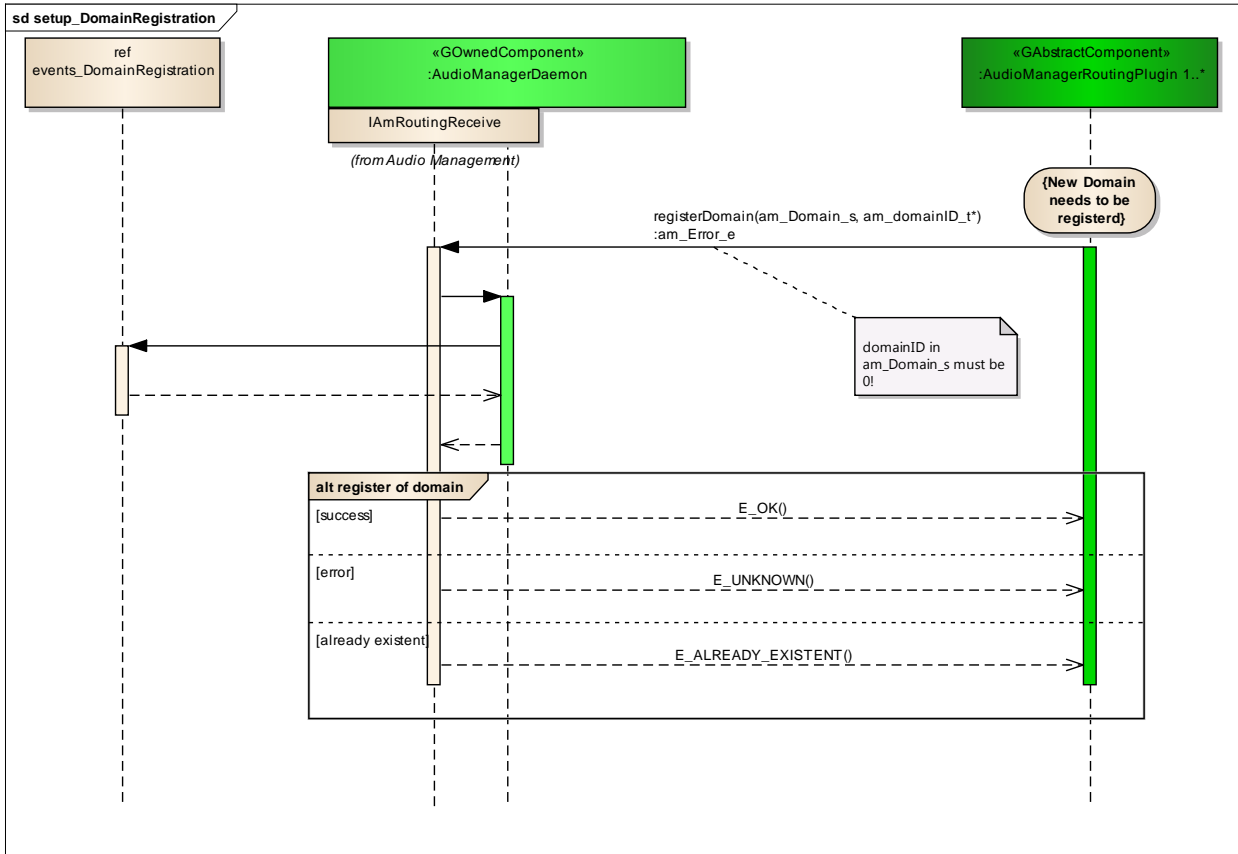 sd setup_DomainRegistration
ref
events_DomainRegistration
«GOwnedComponent»
:AudioManagerDaemon
«GAbstractComponent»
:AudioManagerRoutingPlugin 1..*
IAmRoutingReceive
(from Audio Management)
{New Domain
needs to be
registerd}
registerDomain(am_Domain_s, am_domainID_t*)
:am_Error_e
domainID in
am_Domain_s must be
0!
alt register of domain
[success]
E_OK()
[error]
E_UNKNOWN()
[already existent]
E_ALREADY_EXISTENT()